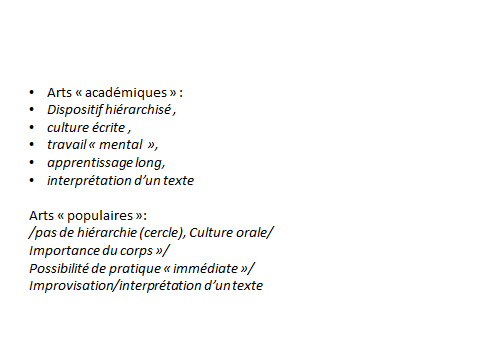 • Arts « académiques » :
• Dispositif hiérarchisé ,
• culture écrite ,
• travail « mental  »,
• apprentissage long,
• interprétation d’un texte
Arts « populaires »:
/pas de hiérarchie (cercle), Culture orale/
Importance du corps »/
Possibilité de pratique « immédiate »/
Improvisation/interprétation d’un texte